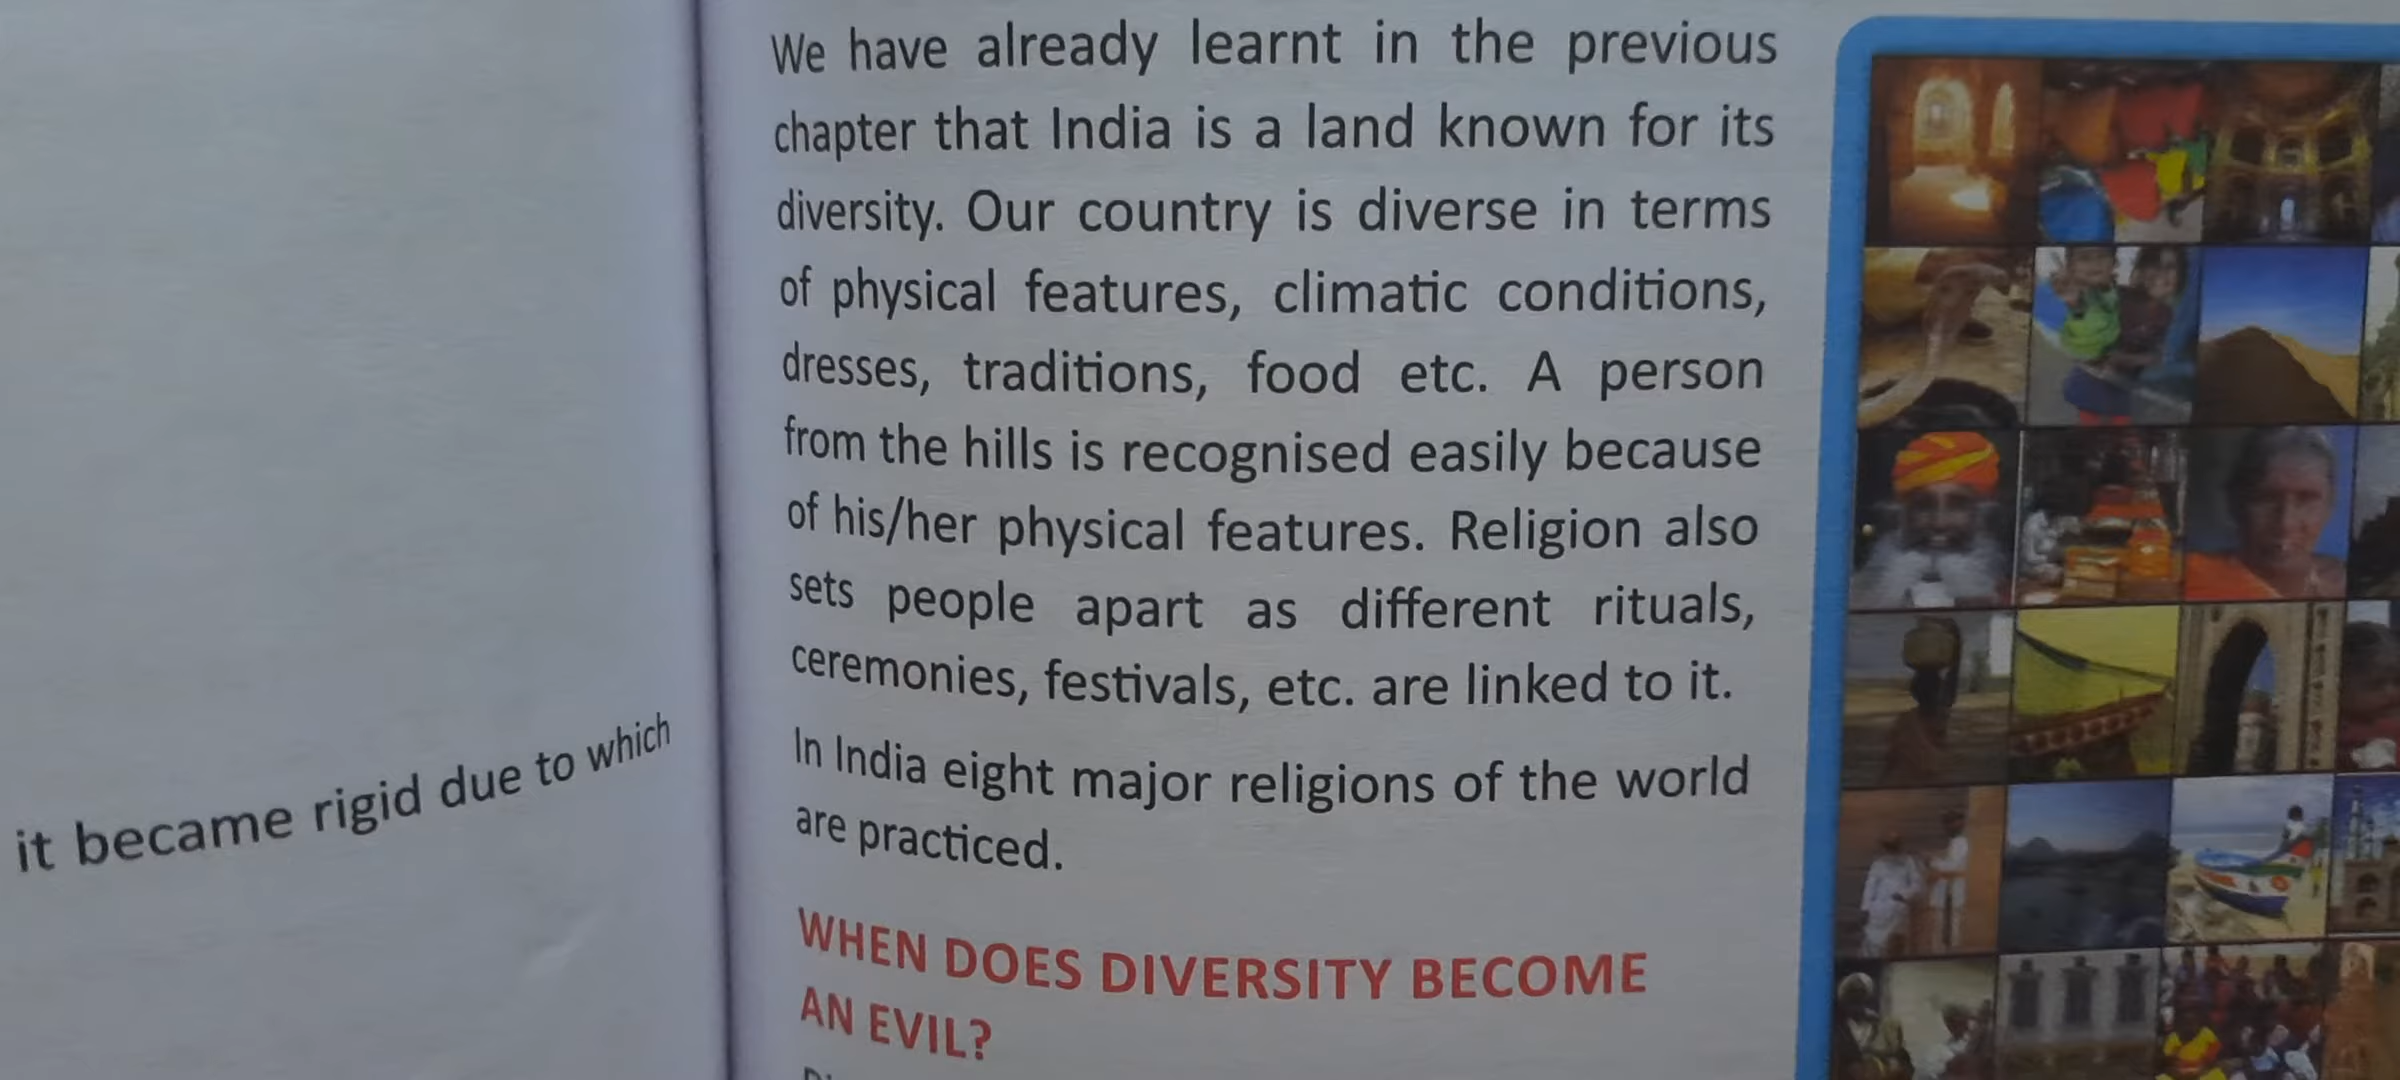 it became rigid due to which
We have already learnt in the previous
chapter that India is a land known for its
diversity. Our country is diverse in terms
of physical features, climatic conditions,
dresses, traditions, food etc. A person
from the hills is recognised easily because
of his/her physical features. Religion also
sets people apart as different rituals,
ceremonies, festivals, etc. are linked to it.
In India eight major religions of the world
are practiced.
WHEN DOES DIVERSITY BECOME
AN EVIL?